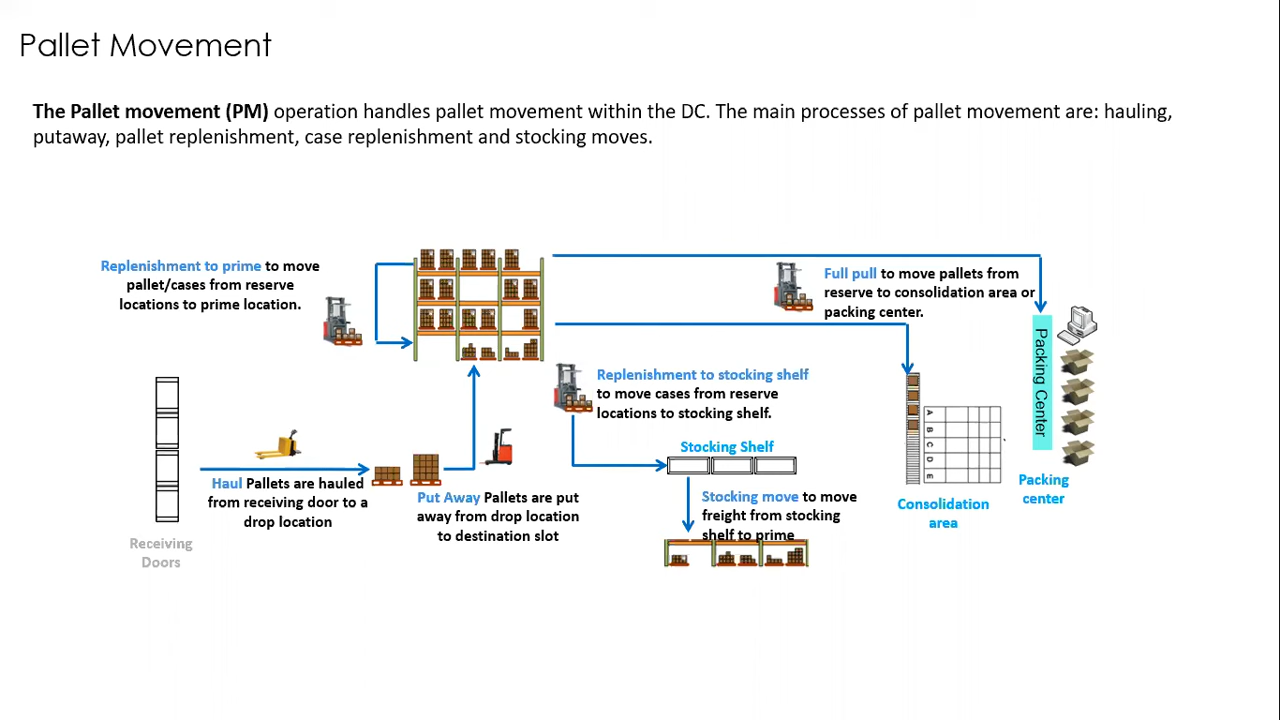 Pallet Movement
The Pallet movement (PM) operation handles pallet movement within the DC. The main processes of pallet movement are: hauling,
putaway, pallet replenishment, case replenishment and stocking moves.
Replenishment to prime to move
pallet/cases from reserve
locations to prime location.
Full pull to move pallets from
reserve to consolidation area or
packing center.
Packing Center
Replenishment to stocking shelf
to move cases from reserve
locations to stocking shelf.
Stocking Shelf
A
B
C
D
E
Haul Pallets are hauled
from receiving door to a
drop location
Put Away Pallets are put
away from drop location
to destination slot
Stocking move to move
freight from stocking
shelf to prime
Consolidation
area
Packing
center
Receiving
Doors